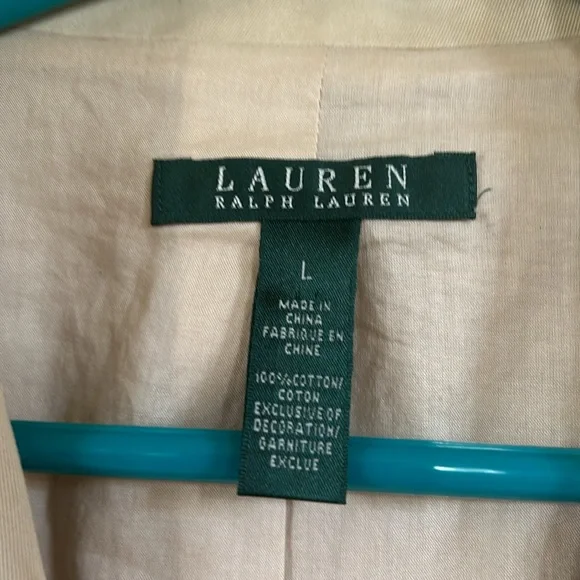 LAUREN
RALPH LAUREN
L
MADE IN
CHINA
FABRIQUE EN
CHINE
100%COTTON/
COTON
EXCLUSIVE OF
DECORATION/
GARNITURE
EXCLUE